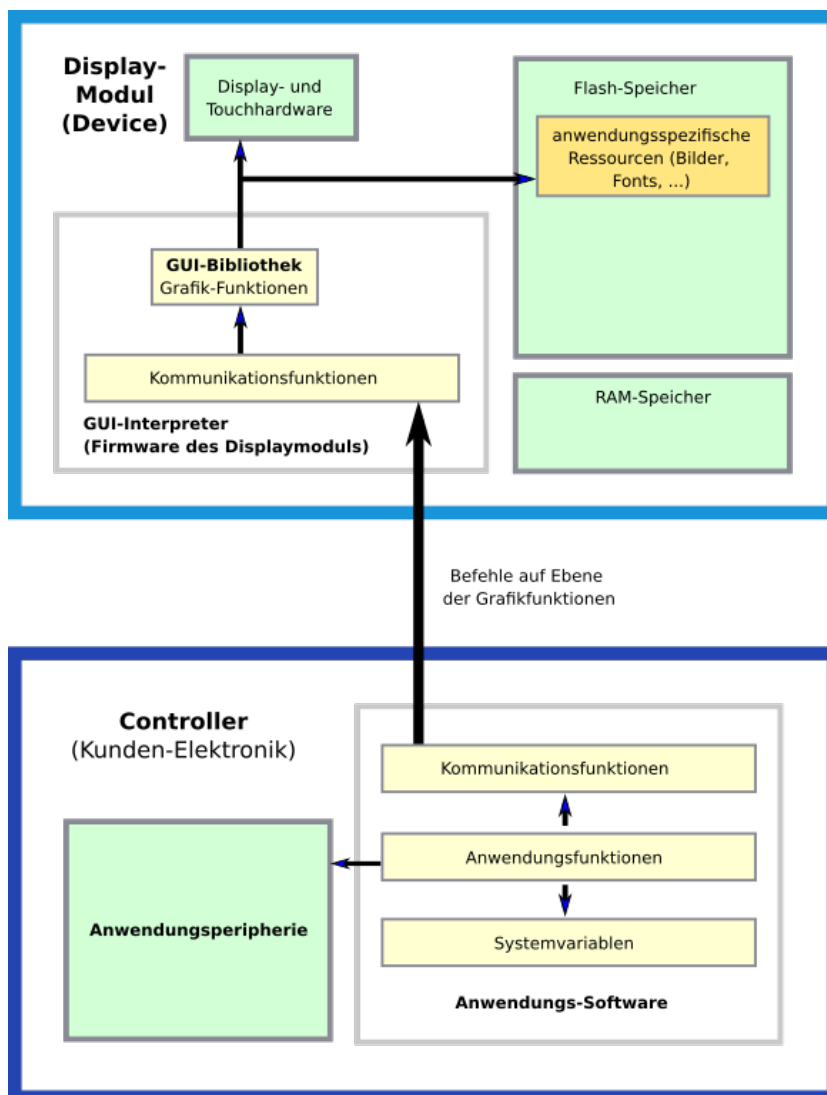 Display-
Modul
(Device)
Display- und
Touchhardware
Flash-Speicher
anwendungsspezifische
Ressourcen (Bilder,
Fonts, ...)
GUI-Bibliothek
Grafik-Funktionen
Kommunikationsfunktionen
GUI-Interpreter
(Firmware des Displaymoduls)
RAM-Speicher
Befehle auf Ebene
der Grafikfunktionen
Controller
(Kunden-Elektronik)
Kommunikationsfunktionen
Anwendungsfunktionen
Anwendungsperipherie
Systemvariablen
Anwendungs-Software